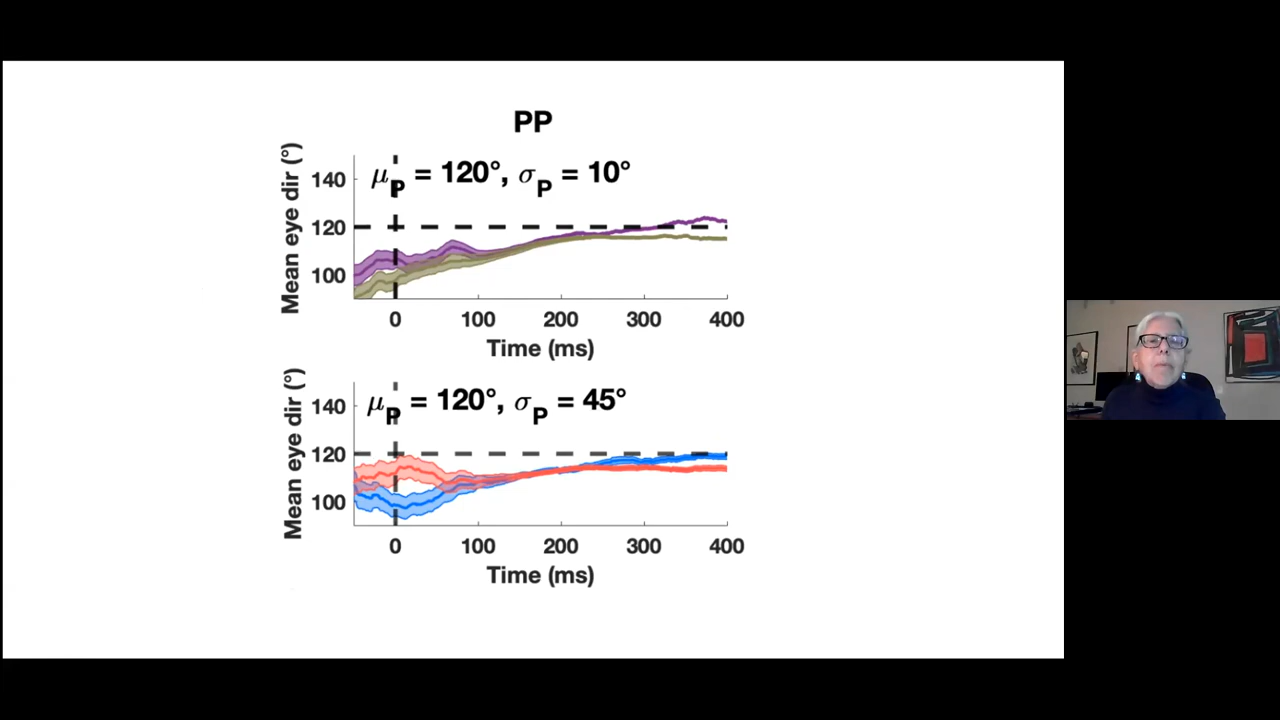 PP
μP = 120°, σP = 10°
Mean eye dir (°)
140
120
100
0 100 200 300 400
Time (ms)
μP = 120°, σP = 45°
Mean eye dir (°)
140
120
100
0 100 200 300 400
Time (ms)